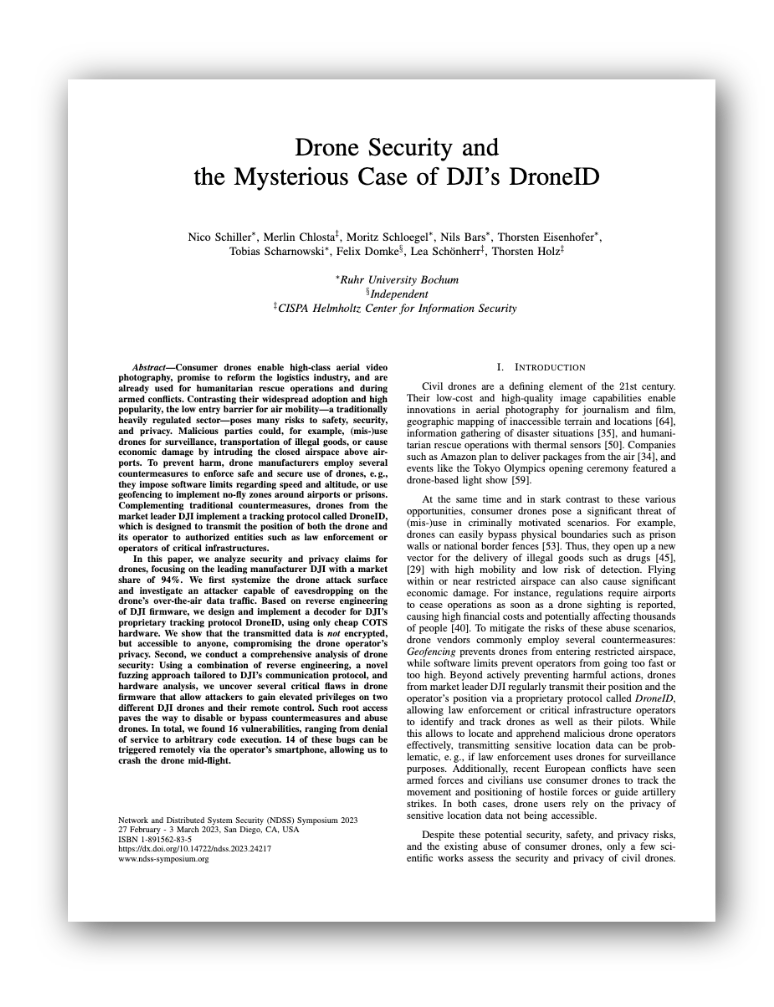 Drone Security and
the Mysterious Case of DJI's DroneID
Nico Schiller*, Merlin Chlosta‡, Moritz Schloegel*, Nils Bars*, Thorsten Eisenhofer*,
Tobias Scharnowski*, Felix Domke§, Lea Schönherr‡, Thorsten Holz‡
*Ruhr University Bochum
§Independent
‡CISPA Helmholtz Center for Information Security
Abstract—Consumer drones enable high-class aerial video
photography, promise to reform the logistics industry, and are
already used for humanitarian rescue operations and during
armed conflicts. Contrasting their widespread adoption and high
popularity, the low entry barrier for air mobility—a traditionally
heavily regulated sector—poses many risks to safety, security,
and privacy. Malicious parties could, for example, (mis-)use
drones for surveillance, transportation of illegal goods, or cause
economic damage by intruding the closed airspace above air-
ports. To prevent harm, drone manufacturers employ several
countermeasures to enforce safe and secure use of drones, e.g.,
they impose software limits regarding speed and altitude, or use
geofencing to implement no-fly zones around airports or prisons.
Complementing traditional countermeasures, drones from the
market leader DJI implement a tracking protocol called DroneID,
which is designed to transmit the position of both the drone and
its operator to authorized entities such as law enforcement or
operators of critical infrastructures.
In this paper, we analyze security and privacy claims for
drones, focusing on the leading manufacturer DJI with a market
share of 94%. We first systemize the drone attack surface
and investigate an attacker capable of eavesdropping on the
drone's over-the-air data traffic. Based on reverse engineering
of DJI firmware, we design and implement a decoder for DJI's
proprietary tracking protocol DroneID, using only cheap COTS
hardware. We show that the transmitted data is not encrypted,
but accessible to anyone, compromising the drone operator's
privacy. Second, we conduct a comprehensive analysis of drone
security: Using a combination of reverse engineering, a novel
fuzzing approach tailored to DJI's communication protocol, and
hardware analysis, we uncover several critical flaws in drone
firmware that allow attackers to gain elevated privileges on two
different DJI drones and their remote control. Such root access
paves the way to disable or bypass countermeasures and abuse
drones. In total, we found 16 vulnerabilities, ranging from denial
of service to arbitrary code execution. 14 of these bugs can be
triggered remotely via the operator's smartphone, allowing us to
crash the drone mid-flight.
Network and Distributed System Security (NDSS) Symposium 2023
27 February - 3 March 2023, San Diego, CA, USA
ISBN 1-891562-83-5
https://dx.doi.org/10.14722/ndss.2023.24217
www.ndss-symposium.org
I. INTRODUCTION
Civil drones are a defining element of the 21st century.
Their low-cost and high-quality image capabilities enable
innovations in aerial photography for journalism and film,
geographic mapping of inaccessible terrain and locations [64],
information gathering of disaster situations [35], and humani-
tarian rescue operations with thermal sensors [50]. Companies
such as Amazon plan to deliver packages from the air [34], and
events like the Tokyo Olympics opening ceremony featured a
drone-based light show [59].
At the same time and in stark contrast to these various
opportunities, consumer drones pose a significant threat of
(mis-)use in criminally motivated scenarios. For example,
drones can easily bypass physical boundaries such as prison
walls or national border fences [53]. Thus, they open up a new
vector for the delivery of illegal goods such as drugs [45],
[29] with high mobility and low risk of detection. Flying
within or near restricted airspace can also cause significant
economic damage. For instance, regulations require airports
to cease operations as soon as a drone sighting is reported,
causing high financial costs and potentially affecting thousands
of people [40]. To mitigate the risks of these abuse scenarios,
drone vendors commonly employ several countermeasures:
Geofencing prevents drones from entering restricted airspace,
while software limits prevent operators from going too fast or
too high. Beyond actively preventing harmful actions, drones
from market leader DJI regularly transmit their position and the
operator's position via a proprietary protocol called DroneID,
allowing law enforcement or critical infrastructure operators
to identify and track drones as well as their pilots. While
this allows to locate and apprehend malicious drone operators
effectively, transmitting sensitive location data can be prob-
lematic, e.g., if law enforcement uses drones for surveillance
purposes. Additionally, recent European conflicts have seen
armed forces and civilians use consumer drones to track the
movement and positioning of hostile forces or guide artillery
strikes. In both cases, drone users rely on the privacy of
sensitive location data not being accessible.
Despite these potential security, safety, and privacy risks,
and the existing abuse of consumer drones, only a few sci-
entific works assess the security and privacy of civil drones.